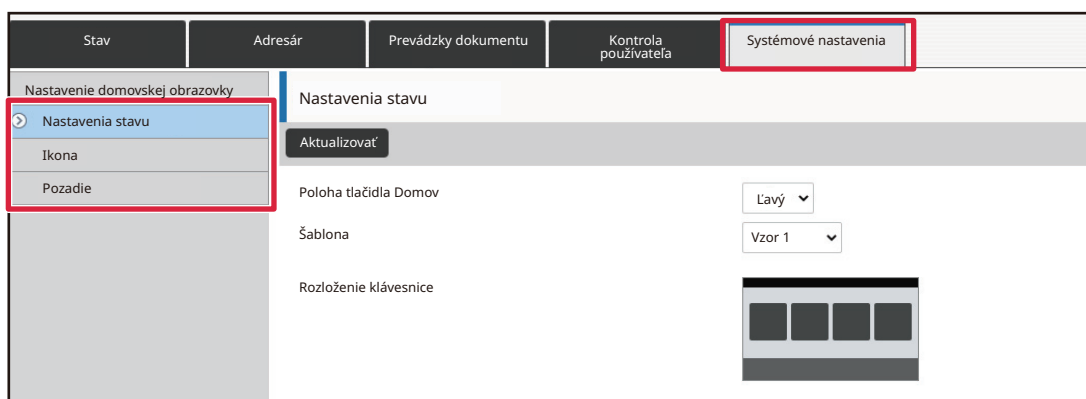 Stav
Adresár
Prevádzky dokumentu
Kontrola
používateľa
Systémové nastavenia
Nastavenie domovskej obrazovky
Nastavenia stavu
Ikona
Pozadie
Nastavenia stavu
Aktualizovať
Poloha tlačidla Domov
Ľavý
Šablona
Vzor 1
Rozloženie klávesnice